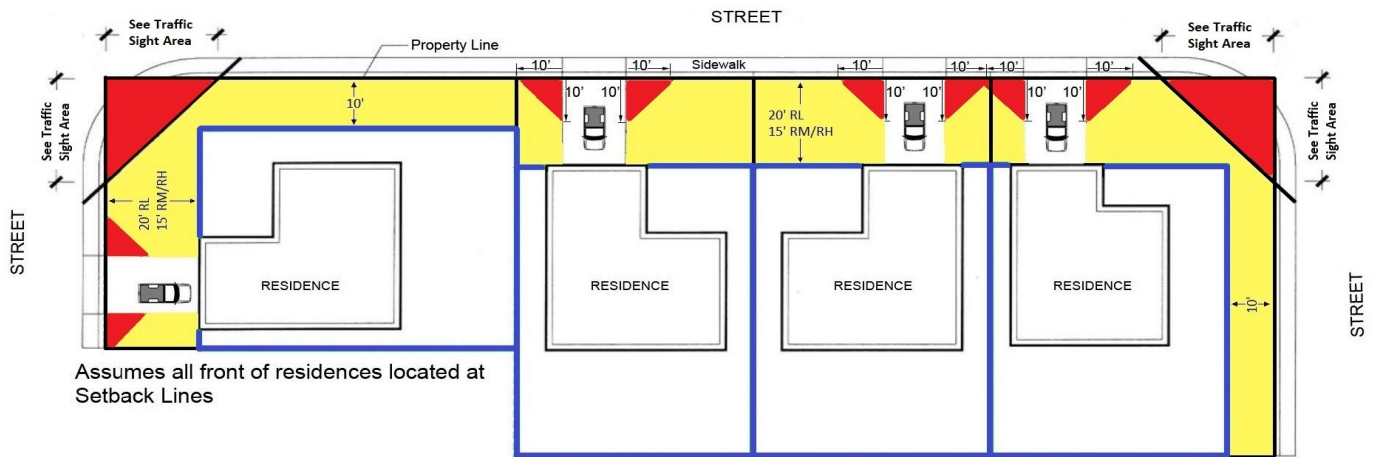 STREET
See Traffic
Sight Area
See Traffic
Sight Area
Property Line
Sidewalk
10'
10'
10'
10'
10'
10'
See Traffic
Sight Area
See Traffic
Sight Area
10'
10'
10'
10'
10'
10'
10'
20' RL
15' RM/RH
20' RL
15' RM/RH
STREET
STREET
RESIDENCE
RESIDENCE
RESIDENCE
RESIDENCE
10'
Assumes all front of residences located at
Setback Lines